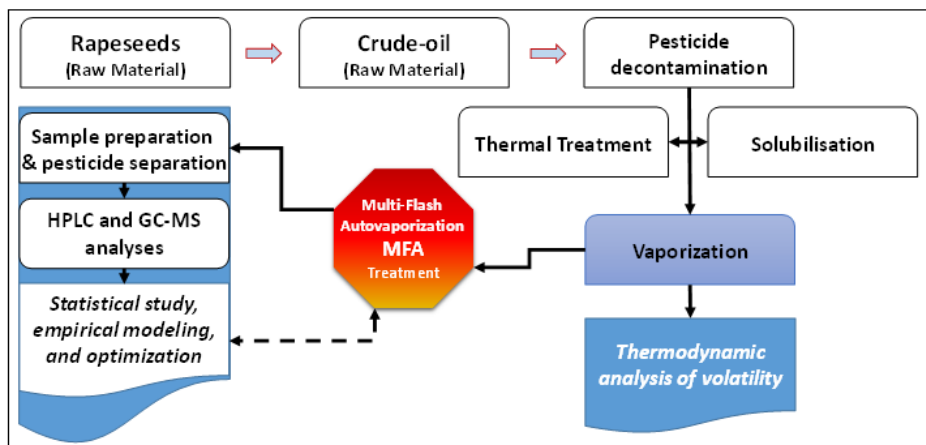 Rapeseeds
(Raw Material)
Crude-oil
(Raw Material)
Pesticide
decontamination
Thermal Treatment
Solubilisation
Sample preparation
& pesticide separation
HPLC and GC-MS
analyses
Statistical study,
empirical modeling,
and optimization
Multi-Flash
Autovaporization
MFA
Treatment
Vaporization
Thermodynamic
analysis of volatility